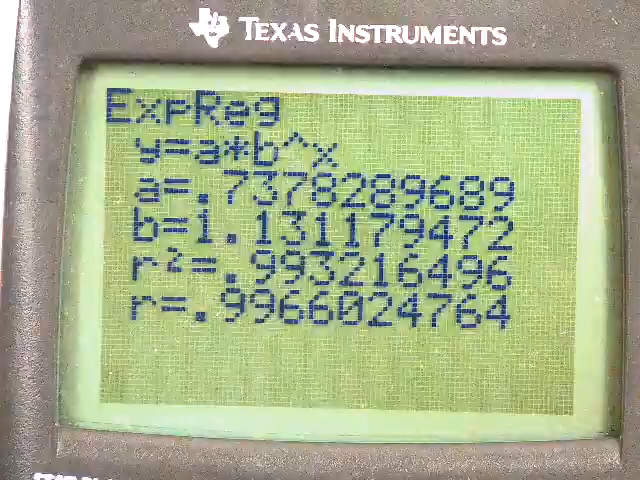 TEXAS INSTRUMENTS
ExpReg
y=a*b^x
a=.7378289689
b=1.131179472
r²=.993216496
r=.9966024764